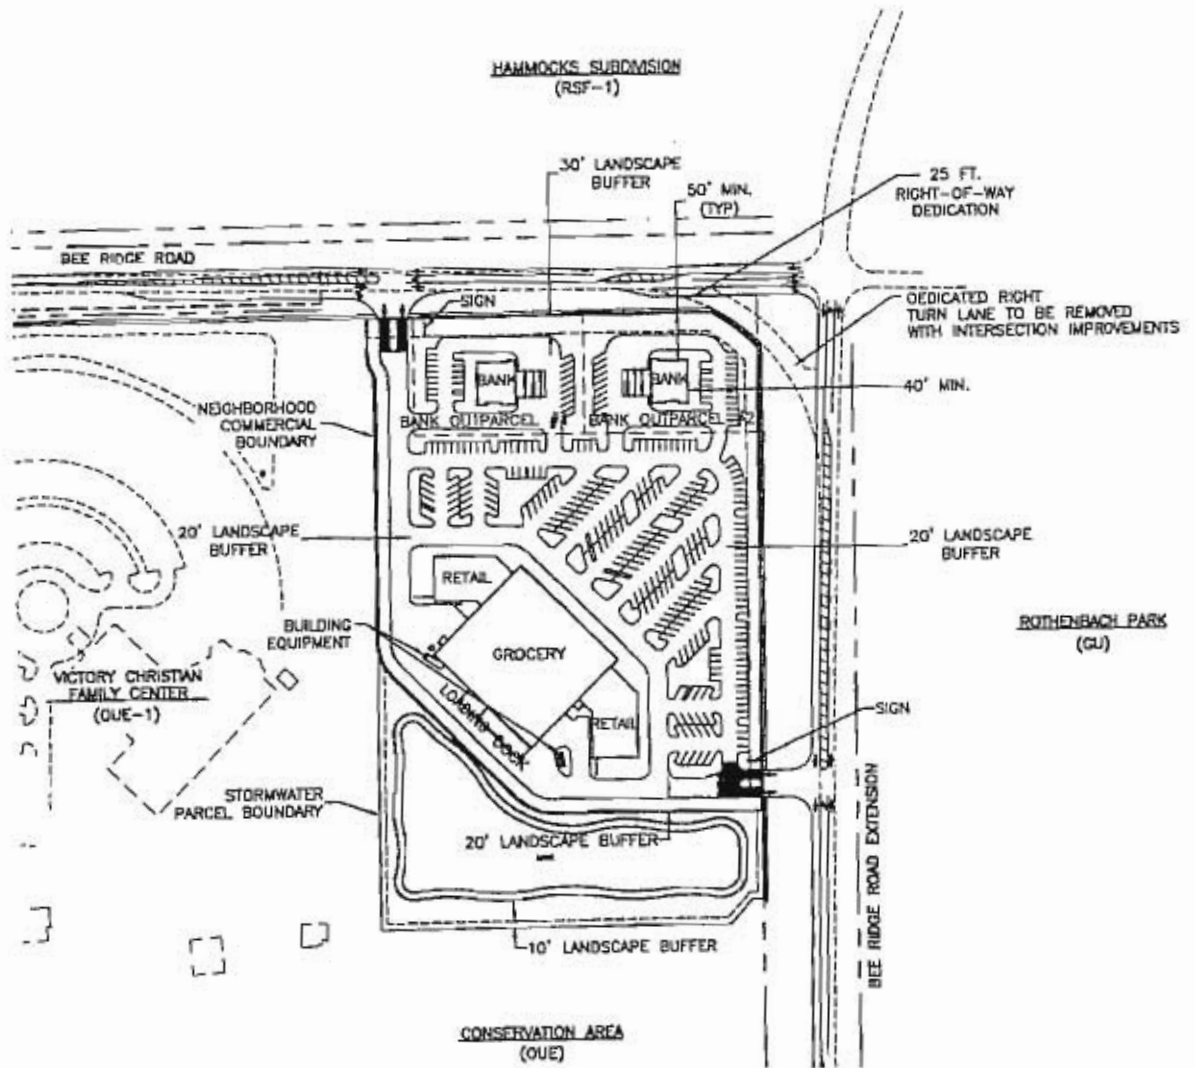 HAMMOCKS SUBDIVISION
(RSF-1)
30' LANDSCAPE
BUFFER
50' MIN.
(TYP)
25 FT.
RIGHT-OF-WAY
DEDICATION
BEE RIDGE ROAD
SIGN
DEDICATED RIGHT
TURN LANE TO BE REMOVED
WITH INTERSECTION IMPROVEMENTS
BANK
BANK
40' MIN.
NEIGHBORHOOD
COMMERCIAL
BOUNDARY
BANK OUTPARCEL
BANK OUTPARCEL
20' LANDSCAPE
BUFFER
20' LANDSCAPE
BUFFER
RETAIL
BUILDING
EQUIPMENT
GROCERY
ROTHENBACH PARK
(GU)
VICTORY CHRISTIAN
FAMILY CENTER
(OUE-1)
LOADING DOCK
RETAIL
SIGN
STORMWATER
PARCEL BOUNDARY
20' LANDSCAPE BUFFER
BEE RIDGE ROAD EXTENSION
10' LANDSCAPE BUFFER
CONSERVATION AREA
(OUE)